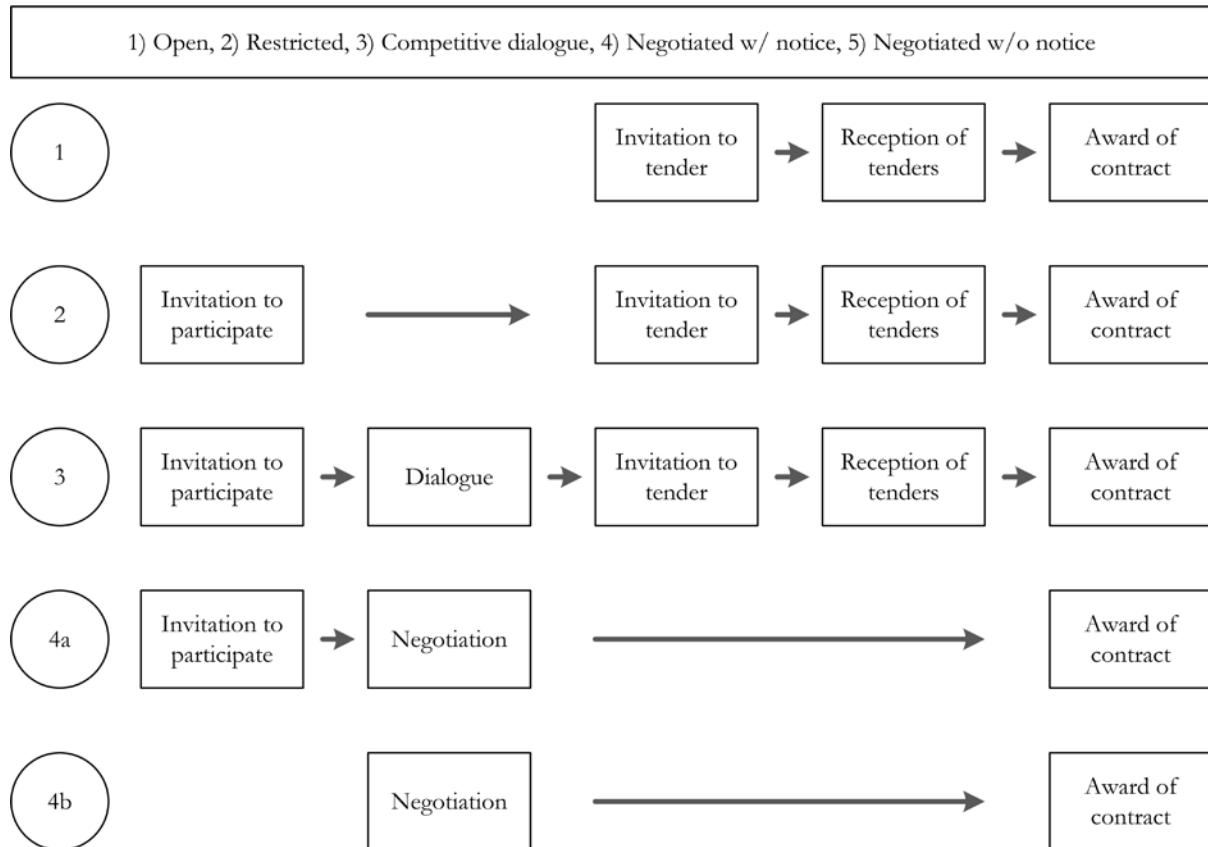 1) Open, 2) Restricted, 3) Competitive dialogue, 4) Negotiated w/ notice, 5) Negotiated w/o notice
1
Invitation to
tender
Reception of
tenders
Award of
contract
2
Invitation to
participate
Invitation to
tender
Reception of
tenders
Award of
contract
3
Invitation to
participate
Dialogue
Invitation to
tender
Reception of
tenders
Award of
contract
4a
Invitation to
participate
Negotiation
Award of
contract
4b
Negotiation
Award of
contract